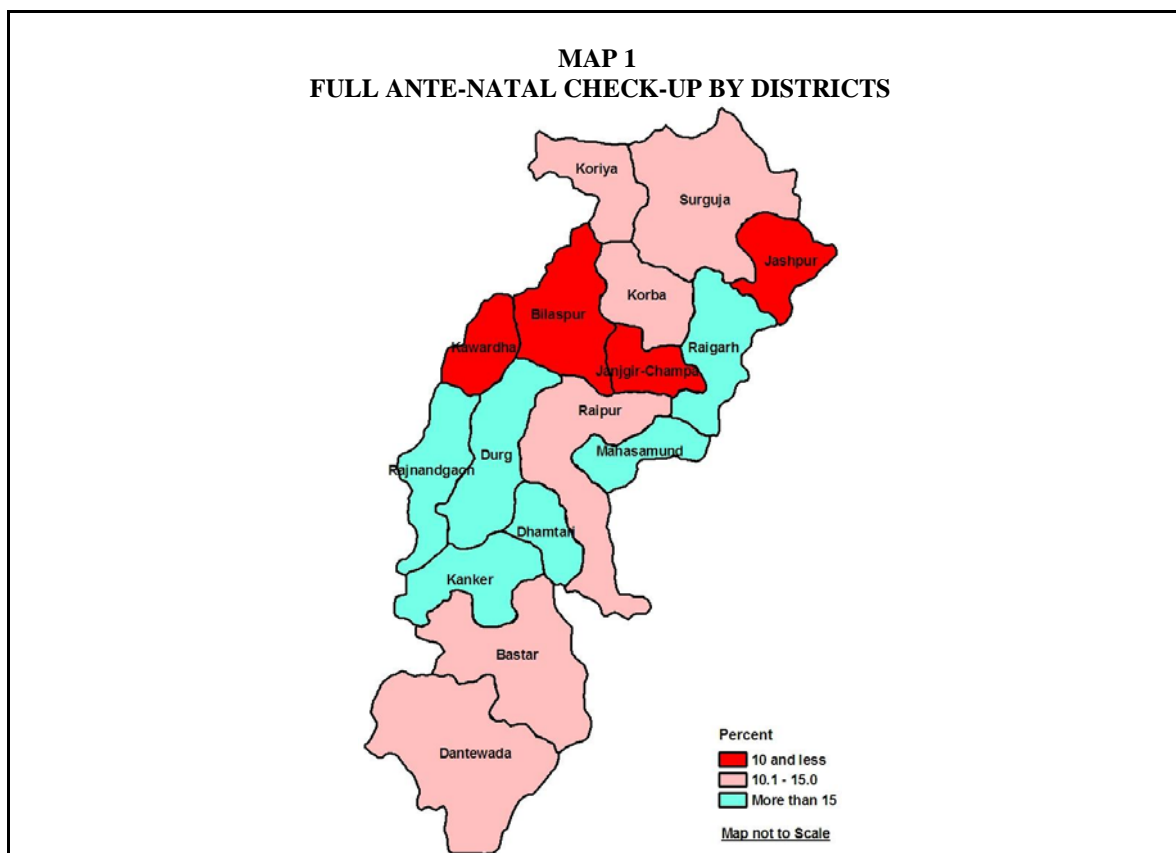 MAP 1
FULL ANTE-NATAL CHECK-UP BY DISTRICTS
Koriya
Surguja
Jashpur
Korba
Bilaspur
Kawardha
Raigarh
Janjgir-Champa
Raipur
Mahasamund
Durg
Rajnandgaon
Dhamtari
Kanker
Bastar
Dantewada
Percent
10 and less
10.1 - 15.0
More than 15
Map not to Scale